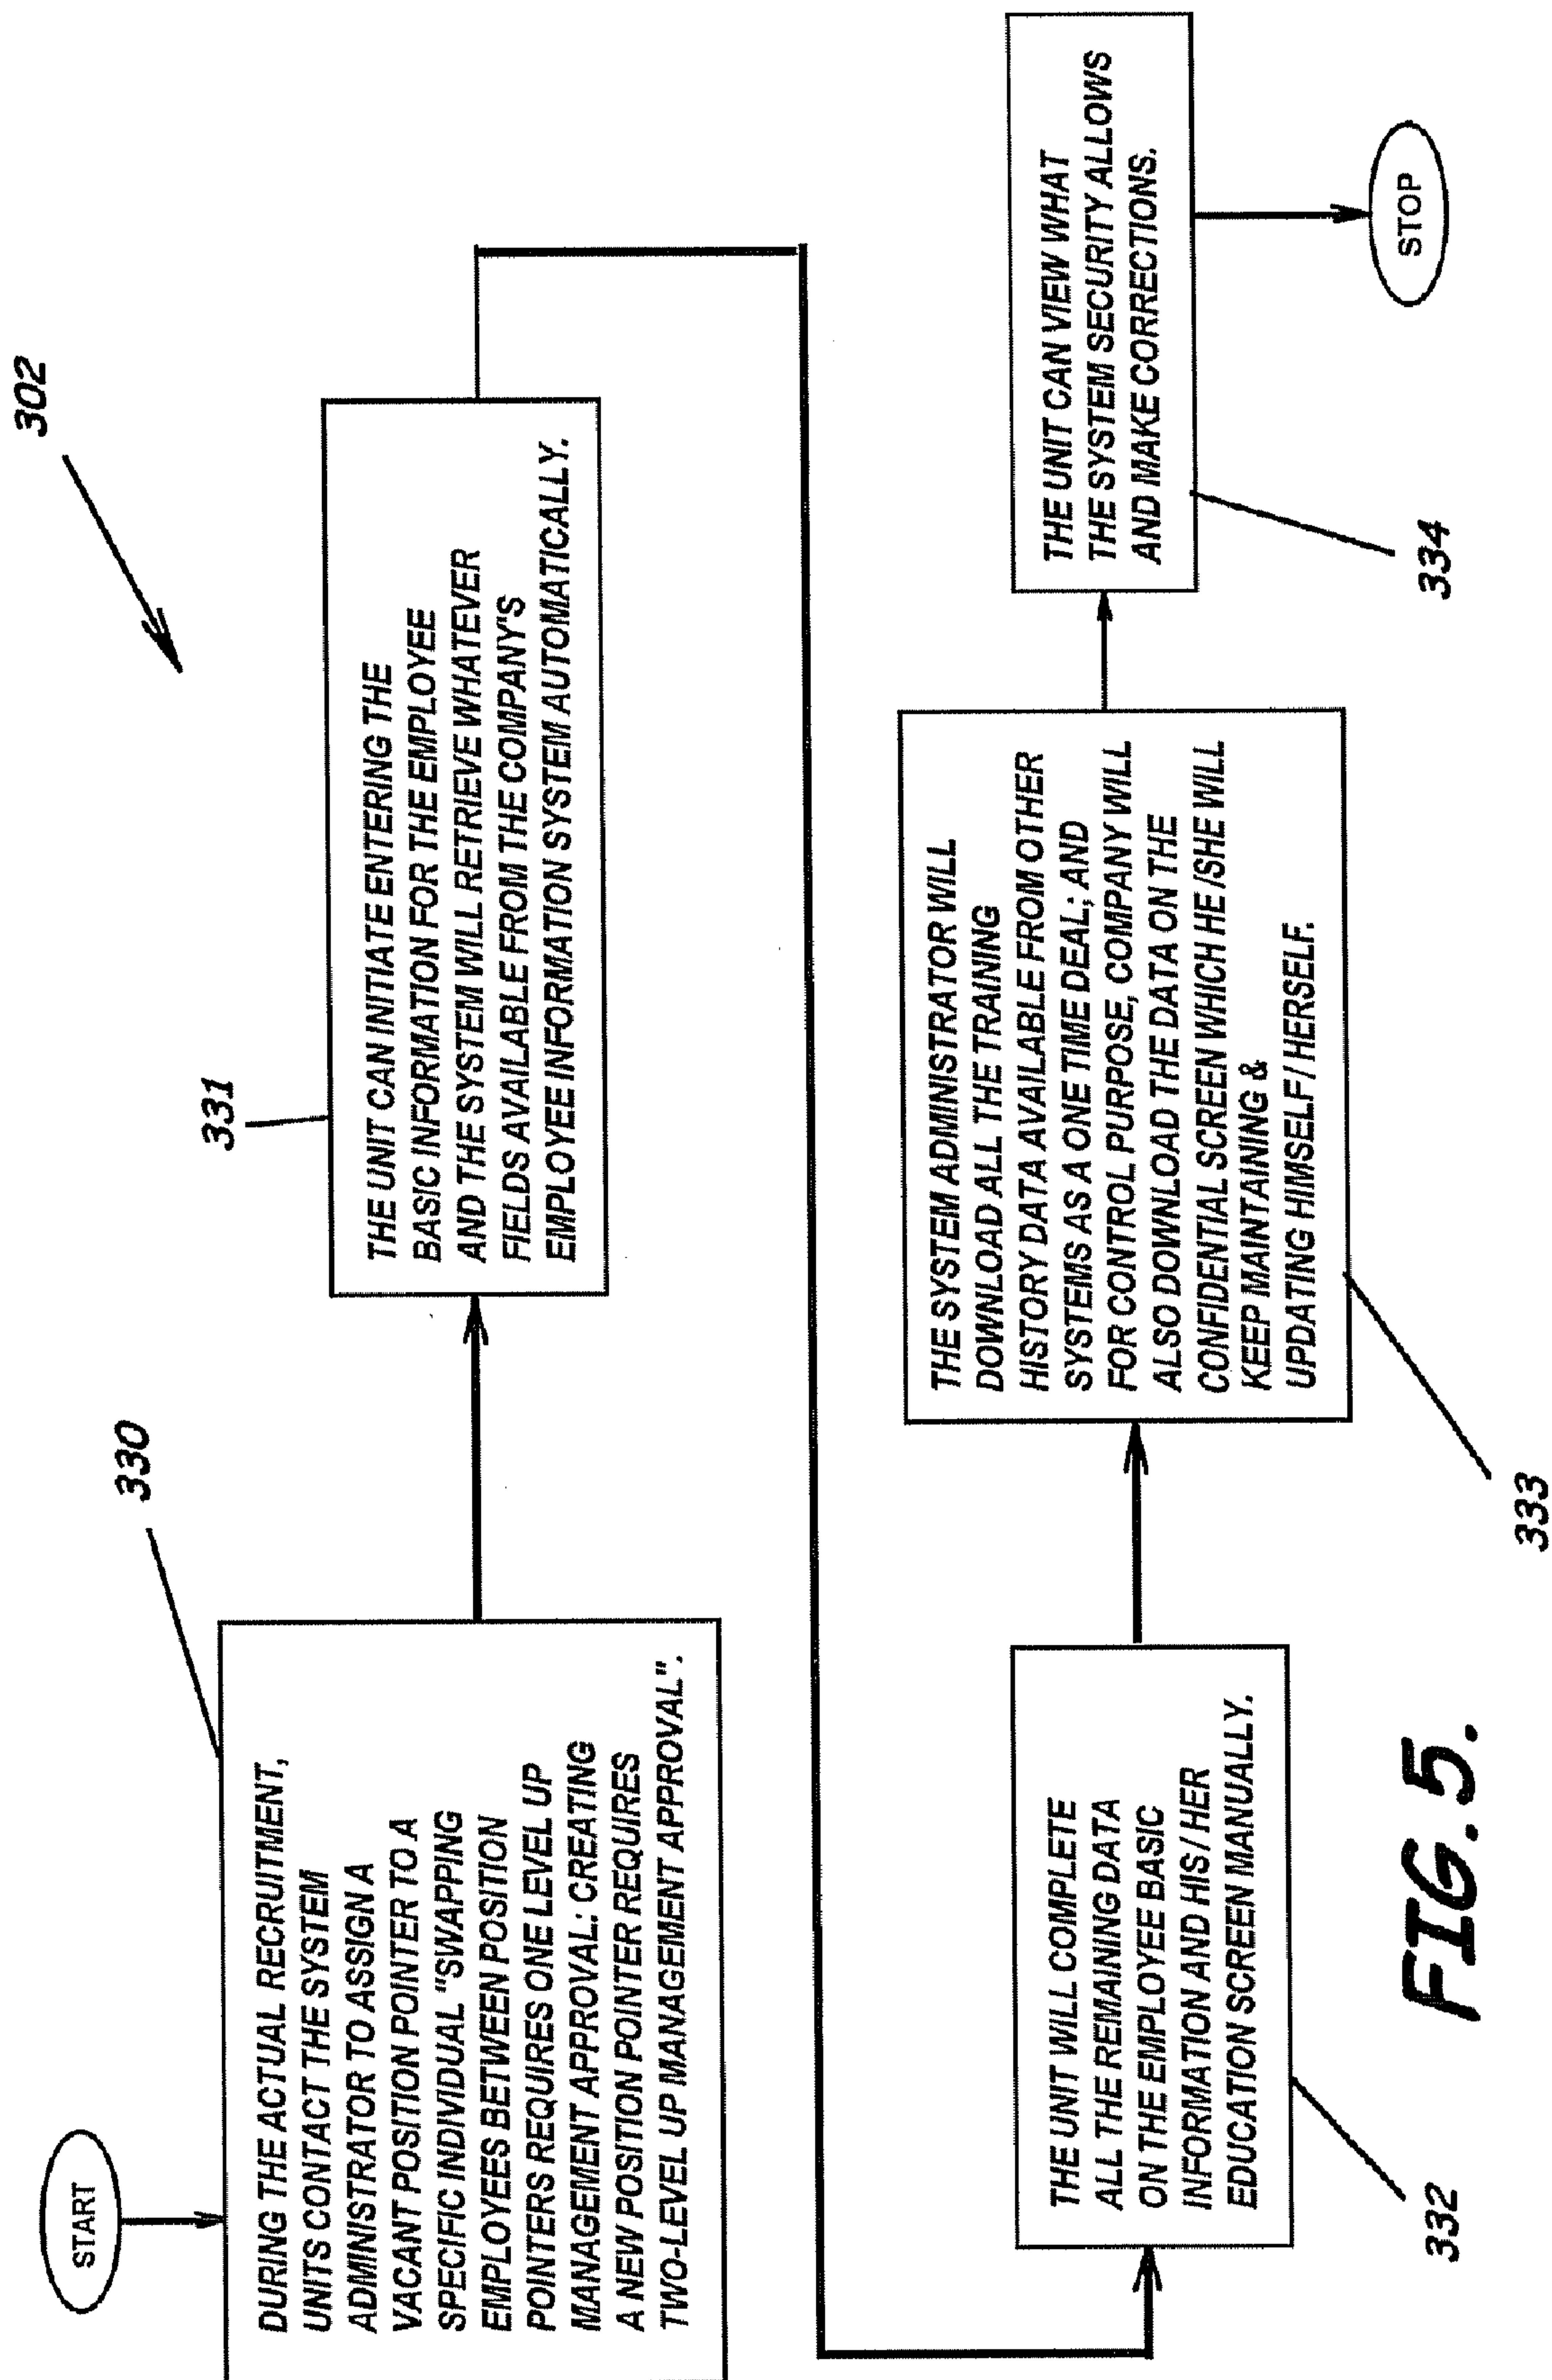 302
START
330
DURING THE ACTUAL RECRUITMENT,
UNITS CONTACT THE SYSTEM
ADMINISTRATOR TO ASSIGN A
VACANT POSITION POINTER TO A
SPECIFIC INDIVIDUAL "SWAPPING
EMPLOYEES BETWEEN POSITION
POINTERS REQUIRES ONE LEVEL UP
MANAGEMENT APPROVAL: CREATING
A NEW POSITION POINTER REQUIRES
TWO-LEVEL UP MANAGEMENT APPROVAL".
331
THE UNIT CAN INITIATE ENTERING THE
BASIC INFORMATION FOR THE EMPLOYEE
AND THE SYSTEM WILL RETRIEVE WHATEVER
FIELDS AVAILABLE FROM THE COMPANY'S
EMPLOYEE INFORMATION SYSTEM AUTOMATICALLY.
THE UNIT WILL COMPLETE
ALL THE REMAINING DATA
ON THE EMPLOYEE BASIC
INFORMATION AND HIS/ HER
EDUCATION SCREEN MANUALLY.
332
THE SYSTEM ADMINISTRATOR WILL
DOWNLOAD ALL THE TRAINING
HISTORY DATA AVAILABLE FROM OTHER
SYSTEMS AS A ONE TIME DEAL; AND
FOR CONTROL PURPOSE, COMPANY WILL
ALSO DOWNLOAD THE DATA ON THE
CONFIDENTIAL SCREEN WHICH HE /SHE WILL
KEEP MAINTAINING &
UPDATING HIMSELF / HERSELF.
333
THE UNIT CAN VIEW WHAT
THE SYSTEM SECURITY ALLOWS
AND MAKE CORRECTIONS.
334
STOP
FIG. 5.